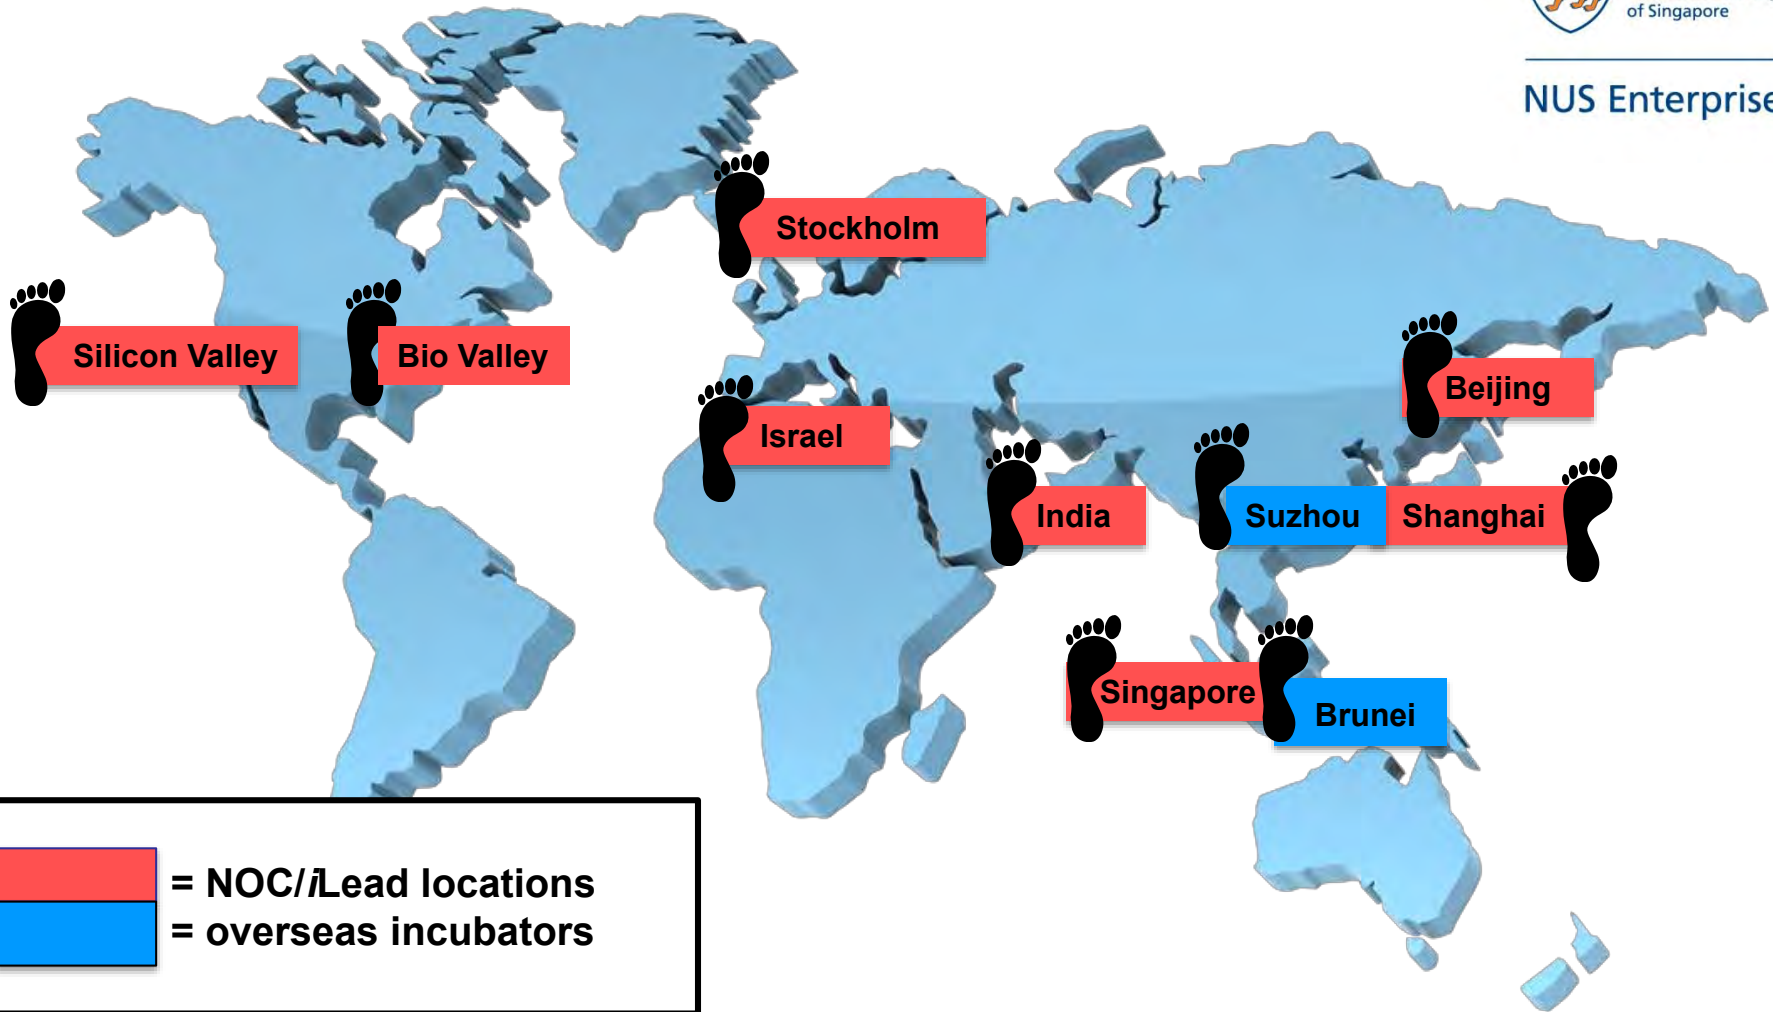 of Singapore
NUS Enterprise
Stockholm
Silicon Valley
Bio Valley
Beijing
Israel
India
Suzhou
Shanghai
Singapore
Brunei
= NOC/iLead locations
= overseas incubators